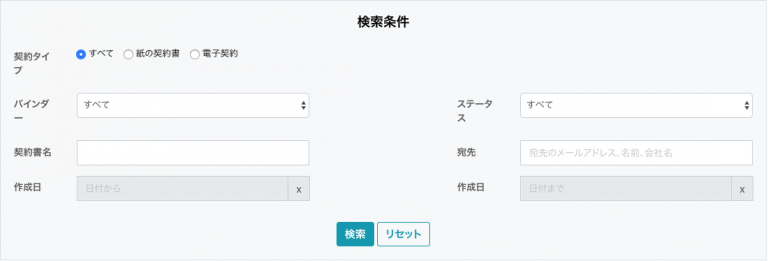 検索条件
契約タイ
プ
すべて 紙の契約書 電子契約
バインダ
ー
すべて
ステータ
ス
すべて
契約書名
宛先
宛先のメールアドレス、名前、会社名
作成日
日付から x
作成日
日付まで x
検索 リセット